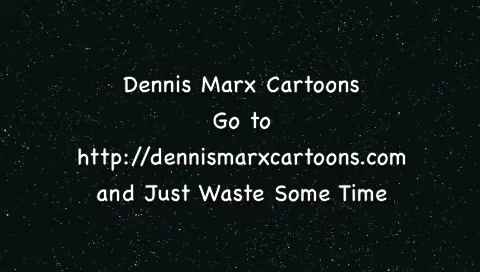 Dennis Marx Cartoons
Go to
http://dennismarxcartoons.com
and Just Waste Some Time